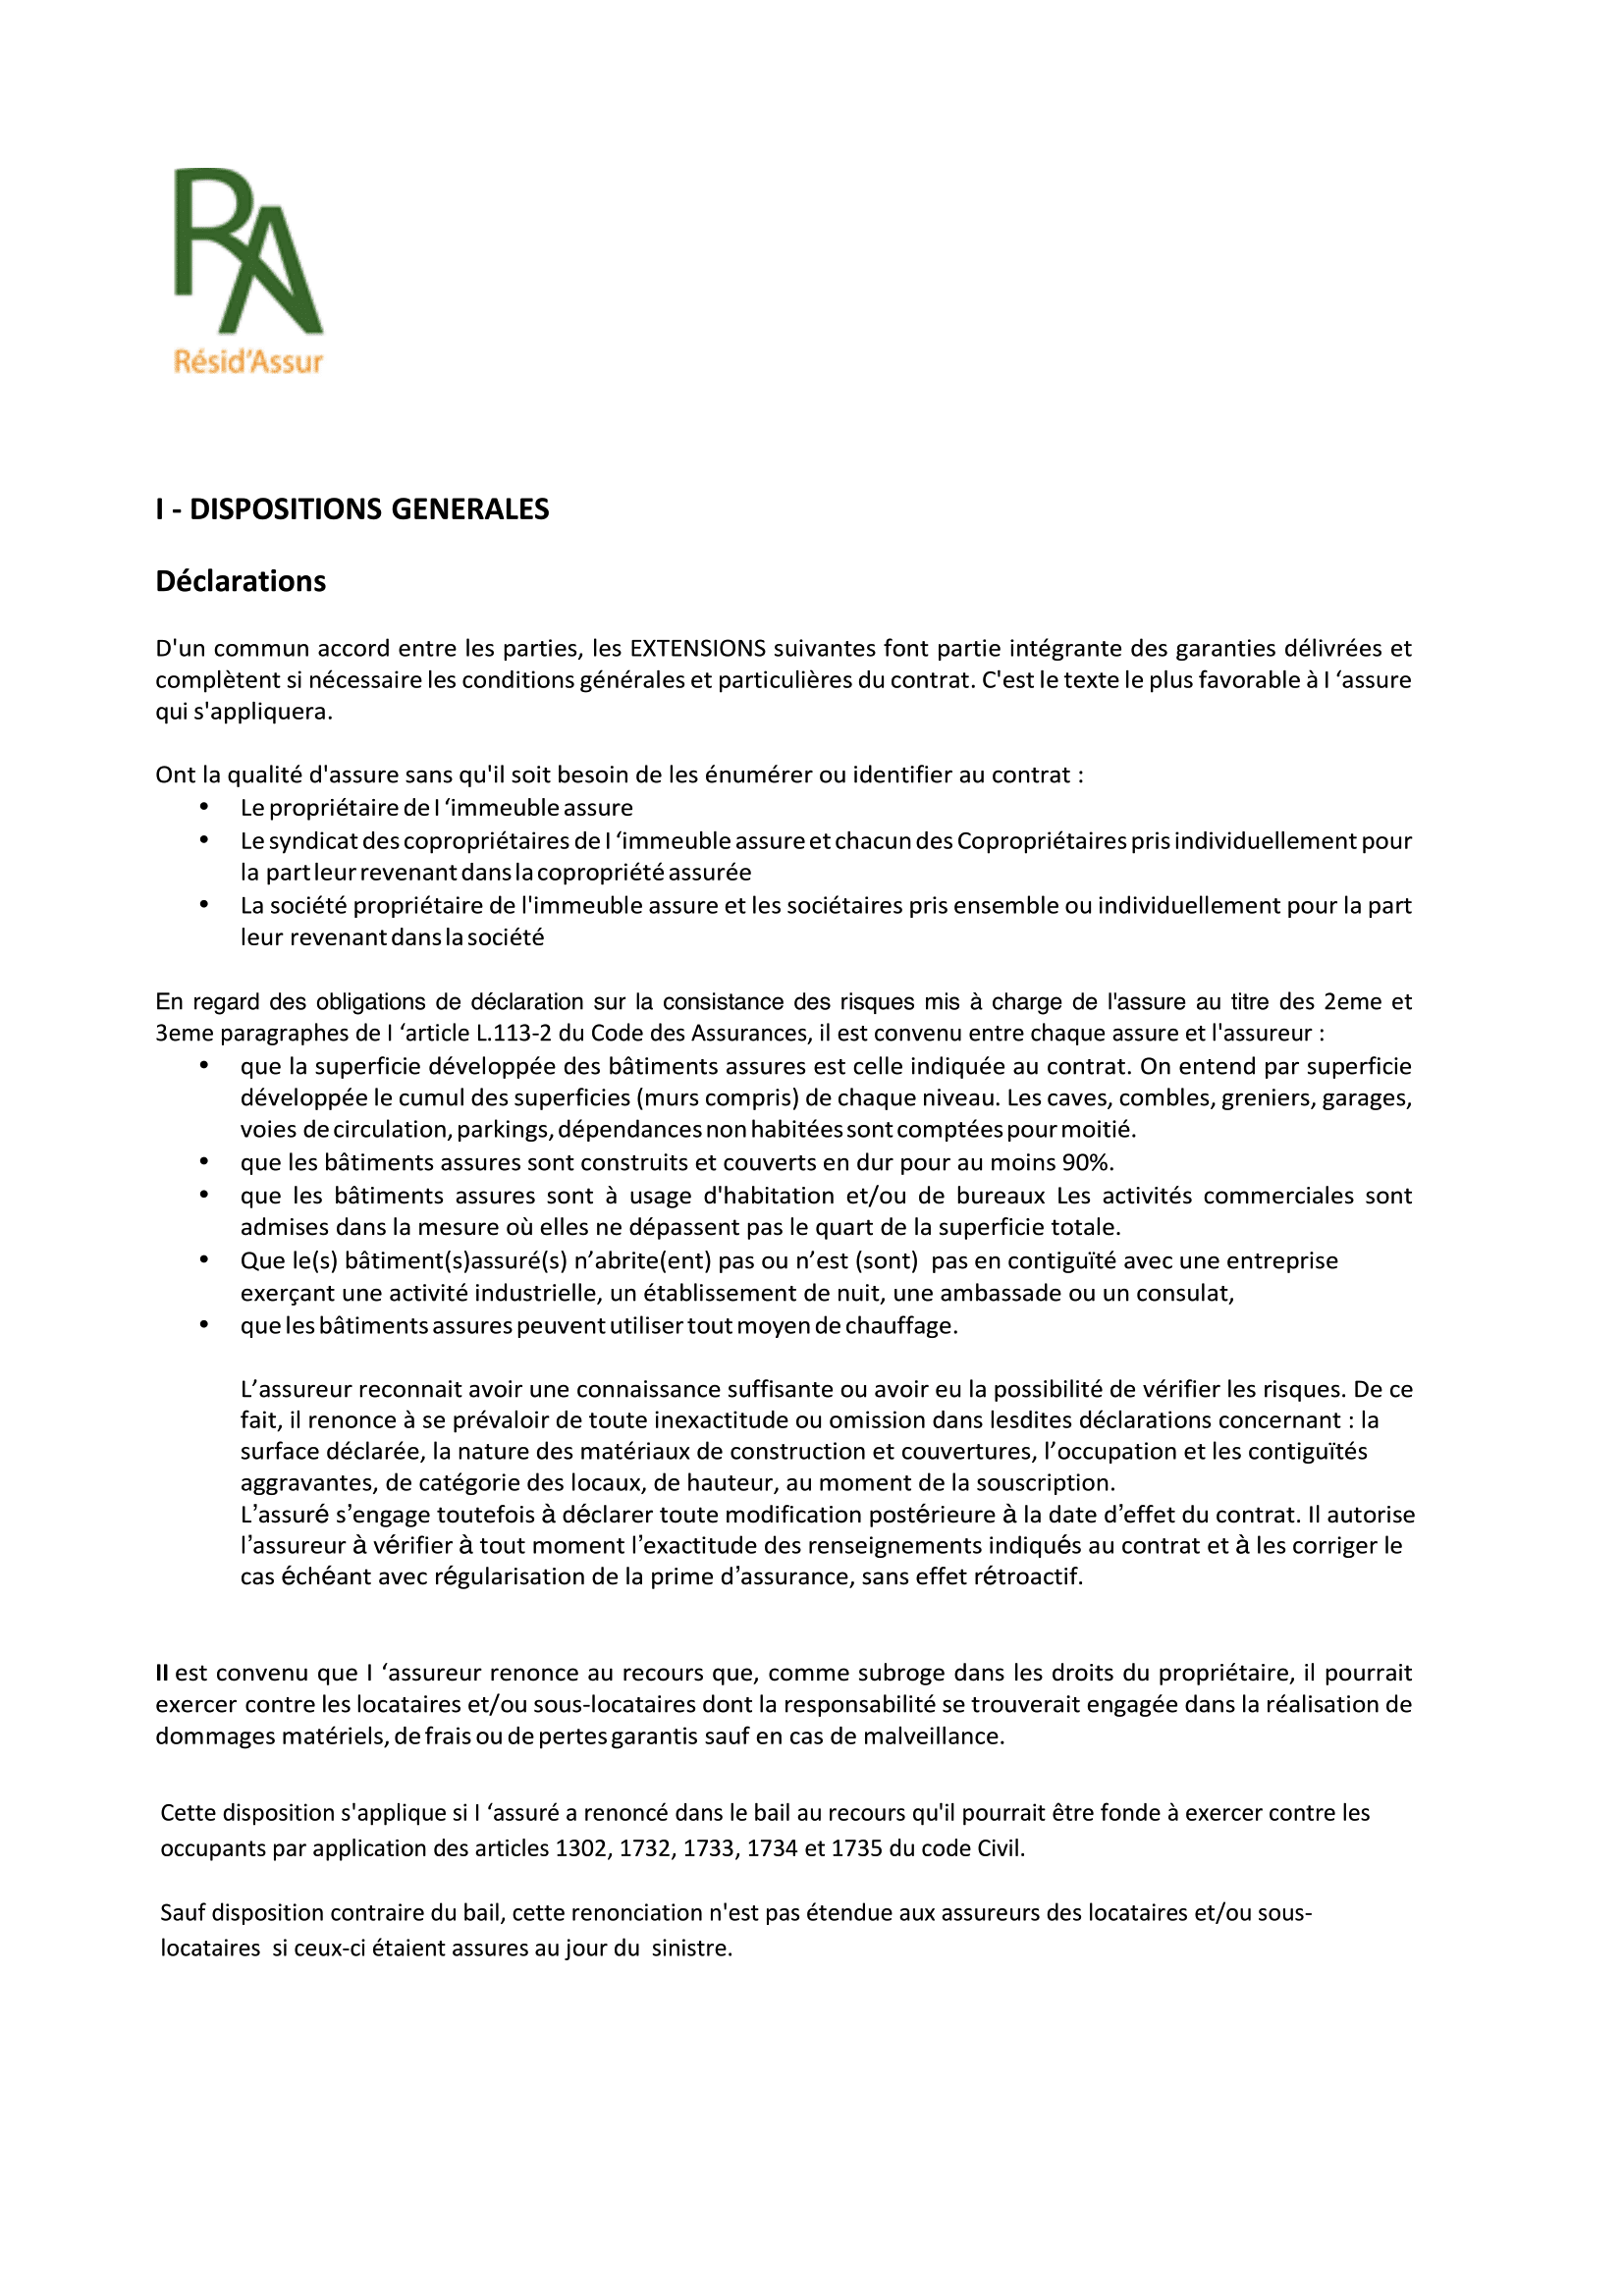 RA
Résid'Assur
I - DISPOSITIONS GENERALES
Déclarations
D'un commun accord entre les parties, les EXTENSIONS suivantes font partie intégrante des garanties délivrées et
complètent si nécessaire les conditions générales et particulières du contrat. C'est le texte le plus favorable à I ‘assure
qui s'appliquera.
Ont la qualité d'assure sans qu'il soit besoin de les énumérer ou identifier au contrat :
• Le propriétaire de I ‘immeuble assure
• Le syndicat des copropriétaires de I ‘immeuble assure et chacun des Copropriétaires pris individuellement pour
la part leur revenant dans la copropriété assurée
• La société propriétaire de l'immeuble assure et les sociétaires pris ensemble ou individuellement pour la part
leur revenant dans la société
En regard des obligations de déclaration sur la consistance des risques mis à charge de l'assure au titre des 2eme et
3eme paragraphes de I ‘article L.113-2 du Code des Assurances, il est convenu entre chaque assure et l'assureur :
• que la superficie développée des bâtiments assures est celle indiquée au contrat. On entend par superficie
développée le cumul des superficies (murs compris) de chaque niveau. Les caves, combles, greniers, garages,
voies de circulation, parkings, dépendances non habitées sont comptées pour moitié.
• que les bâtiments assures sont construits et couverts en dur pour au moins 90%.
• que les bâtiments assures sont à usage d'habitation et/ou de bureaux Les activités commerciales sont
admises dans la mesure où elles ne dépassent pas le quart de la superficie totale.
• Que le(s) bâtiment(s)assuré(s) n’abrite(ent) pas ou n’est (sont)  pas en contiguïté avec une entreprise
exerçant une activité industrielle, un établissement de nuit, une ambassade ou un consulat,
• que les bâtiments assures peuvent utiliser tout moyen de chauffage.
L’assureur reconnait avoir une connaissance suffisante ou avoir eu la possibilité de vérifier les risques. De ce
fait, il renonce à se prévaloir de toute inexactitude ou omission dans lesdites déclarations concernant : la
surface déclarée, la nature des matériaux de construction et couvertures, l’occupation et les contiguïtés
aggravantes, de catégorie des locaux, de hauteur, au moment de la souscription.
L’assuré s’engage toutefois à déclarer toute modification postérieure à la date d’effet du contrat. Il autorise
l’assureur à vérifier à tout moment l’exactitude des renseignements indiqués au contrat et à les corriger le
cas échéant avec régularisation de la prime d’assurance, sans effet rétroactif.
II est convenu que I ‘assureur renonce au recours que, comme subroge dans les droits du propriétaire, il pourrait
exercer contre les locataires et/ou sous-locataires dont la responsabilité se trouverait engagée dans la réalisation de
dommages matériels, de frais ou de pertes garantis sauf en cas de malveillance.
Cette disposition s'applique si I ‘assuré a renoncé dans le bail au recours qu'il pourrait être fonde à exercer contre les
occupants par application des articles 1302, 1732, 1733, 1734 et 1735 du code Civil.
Sauf disposition contraire du bail, cette renonciation n'est pas étendue aux assureurs des locataires et/ou sous-
locataires  si ceux-ci étaient assures au jour du  sinistre.